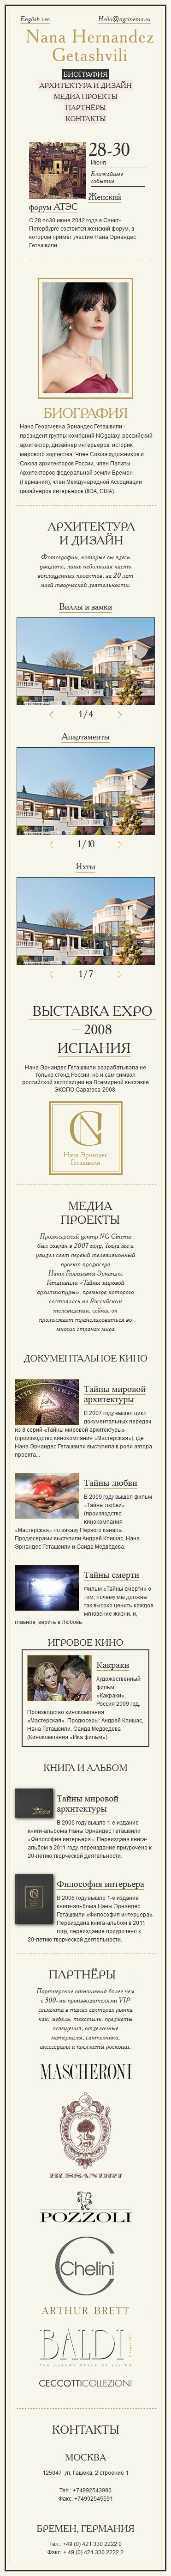 English ver.
Hello@ngcinema.ru
Nana Hernandez
Getashvili
БИОГРАФИЯ
АРХИТЕКТУРА И ДИЗАЙН
МЕДИА ПРОЕКТЫ
ПАРТНЁРЫ
КОНТАКТЫ
28-30
Июня
Ближайшее
событие
Женский
форум АТЭС
С 28 по30 июня 2012 года в Санкт-
Петербурге состоится женский форум, в
котором примет участие Нана Эрнандес
Геташвили...
БИОГРАФИЯ
Нана Георгиевна Эрнандес Геташвили -
президент группы компаний NGgalaxy, российский
архитектор, дизайнер интерьеров, историк
мирового зодчества. Член Союза художников и
Союза архитекторов России, член Палаты
Архитекторов федеральной земли Бремен
(Германия), член Международной Ассоциации
дизайнеров интерьеров (IIDA, США).
АРХИТЕКТУРА
И ДИЗАЙН
Фотографии, которые вы здесь
увидите, лишь небольшая часть
воплощенных проектов, за 20 лет
моей творческой деятельности.
Виллы и замки
1/4
Апартаменты
1/10
Яхты
1/7
ВЫСТАВКА EXPO
– 2008
ИСПАНИЯ
Нана Эрнандес Геташвили разрабатывала не
только стенд России, но и сам символ
российской экспозиции на Всемирной выставке
ЭКСПО Сарагоса-2008.
Нана Эрнандес
Геташвили
МЕДИА
ПРОЕКТЫ
Продюсерский центр NG Cinema
был создан в 2007 году. Тогда же и
увидел свет первый телевизионный
проект продюсера
Наны Георгиевны Эрнандес
Геташвили «Тайны мировой
архитектуры», премьера которого
состоялась на Российском
телевидении, сейчас он
продолжает транслироваться во
многих странах мира
ДОКУМЕНТАЛЬНОЕ КИНО
Тайны мировой
архитектуры
В 2007 году вышел цикл
документальных передач
из 8 серий «Тайны мировой архитектуры»
(производство кинокомпания «Мастерская»), где
Нана Эрнандес Геташвили выступила в роли автора
проекта...
Тайны любви
В 2009 году вышел фильм
«Тайны любви»
(производство
кинокомпания
«Мастерская» по заказу Первого канала.
Продюсерами выступили Андрей Клишас, Нана
Эрнандес Геташвили и Саида Медведева.
Тайны смерти
Фильм «Тайны смерти» о
том, почему мы должны
так высоко ценить каждое
мгновение жизни, и,
главное, верить в Любовь.
ИГРОВОЕ КИНО
Какраки
Художественный
фильм
«Какраки»,
Россия 2009 год.
Производство кинокомпания
«Мастерская». Продюсеры: Андрей Клишас,
Нана Геташвили, Саида Медведева
(Кинокомпания «Ика фильм»).
КНИГА И АЛЬБОМ
Тайны мировой
архитектуры
В 2006 году вышло 1-е издание
книги-альбома Наны Эрнандес Геташвили
«Философия интерьера». Переиздана книга-
альбом в 2011 году, переиздание приурочено к
20-летию творческой деятельности.
Философия интерьера
В 2006 году вышло 1-е издание
книги-альбома Наны Эрнандес
Геташвили «Философия интерьера».
Переиздана книга-альбом в 2011
году, переиздание приурочено к
20-летию творческой деятельности.
ПАРТНЁРЫ
Партнерские отношения более чем
с 300-ми производителями VIP
сегмента в таких секторах рынка
как: мебель, текстиль, предметы
освещения, отделочные
материалы, сантехника,
аксессуары и предметы роскоши.
MASCHERONI
BUSSANDRI
POZZOLI
Chelini
ARTHUR BRETT
BALDI
THE LUXURY STYLE OF LIVING
CECCOTTICOLLEZIONI
КОНТАКТЫ
МОСКВА
125047 ул. Гашека, 2 строение 1
Тел.: +74992543990
Факс: +74992545591
БРЕМЕН, ГЕРМАНИЯ
Тел.: +49 (0) 421 330 2222 0
Факс: + 49 (0) 421 330 2222 2